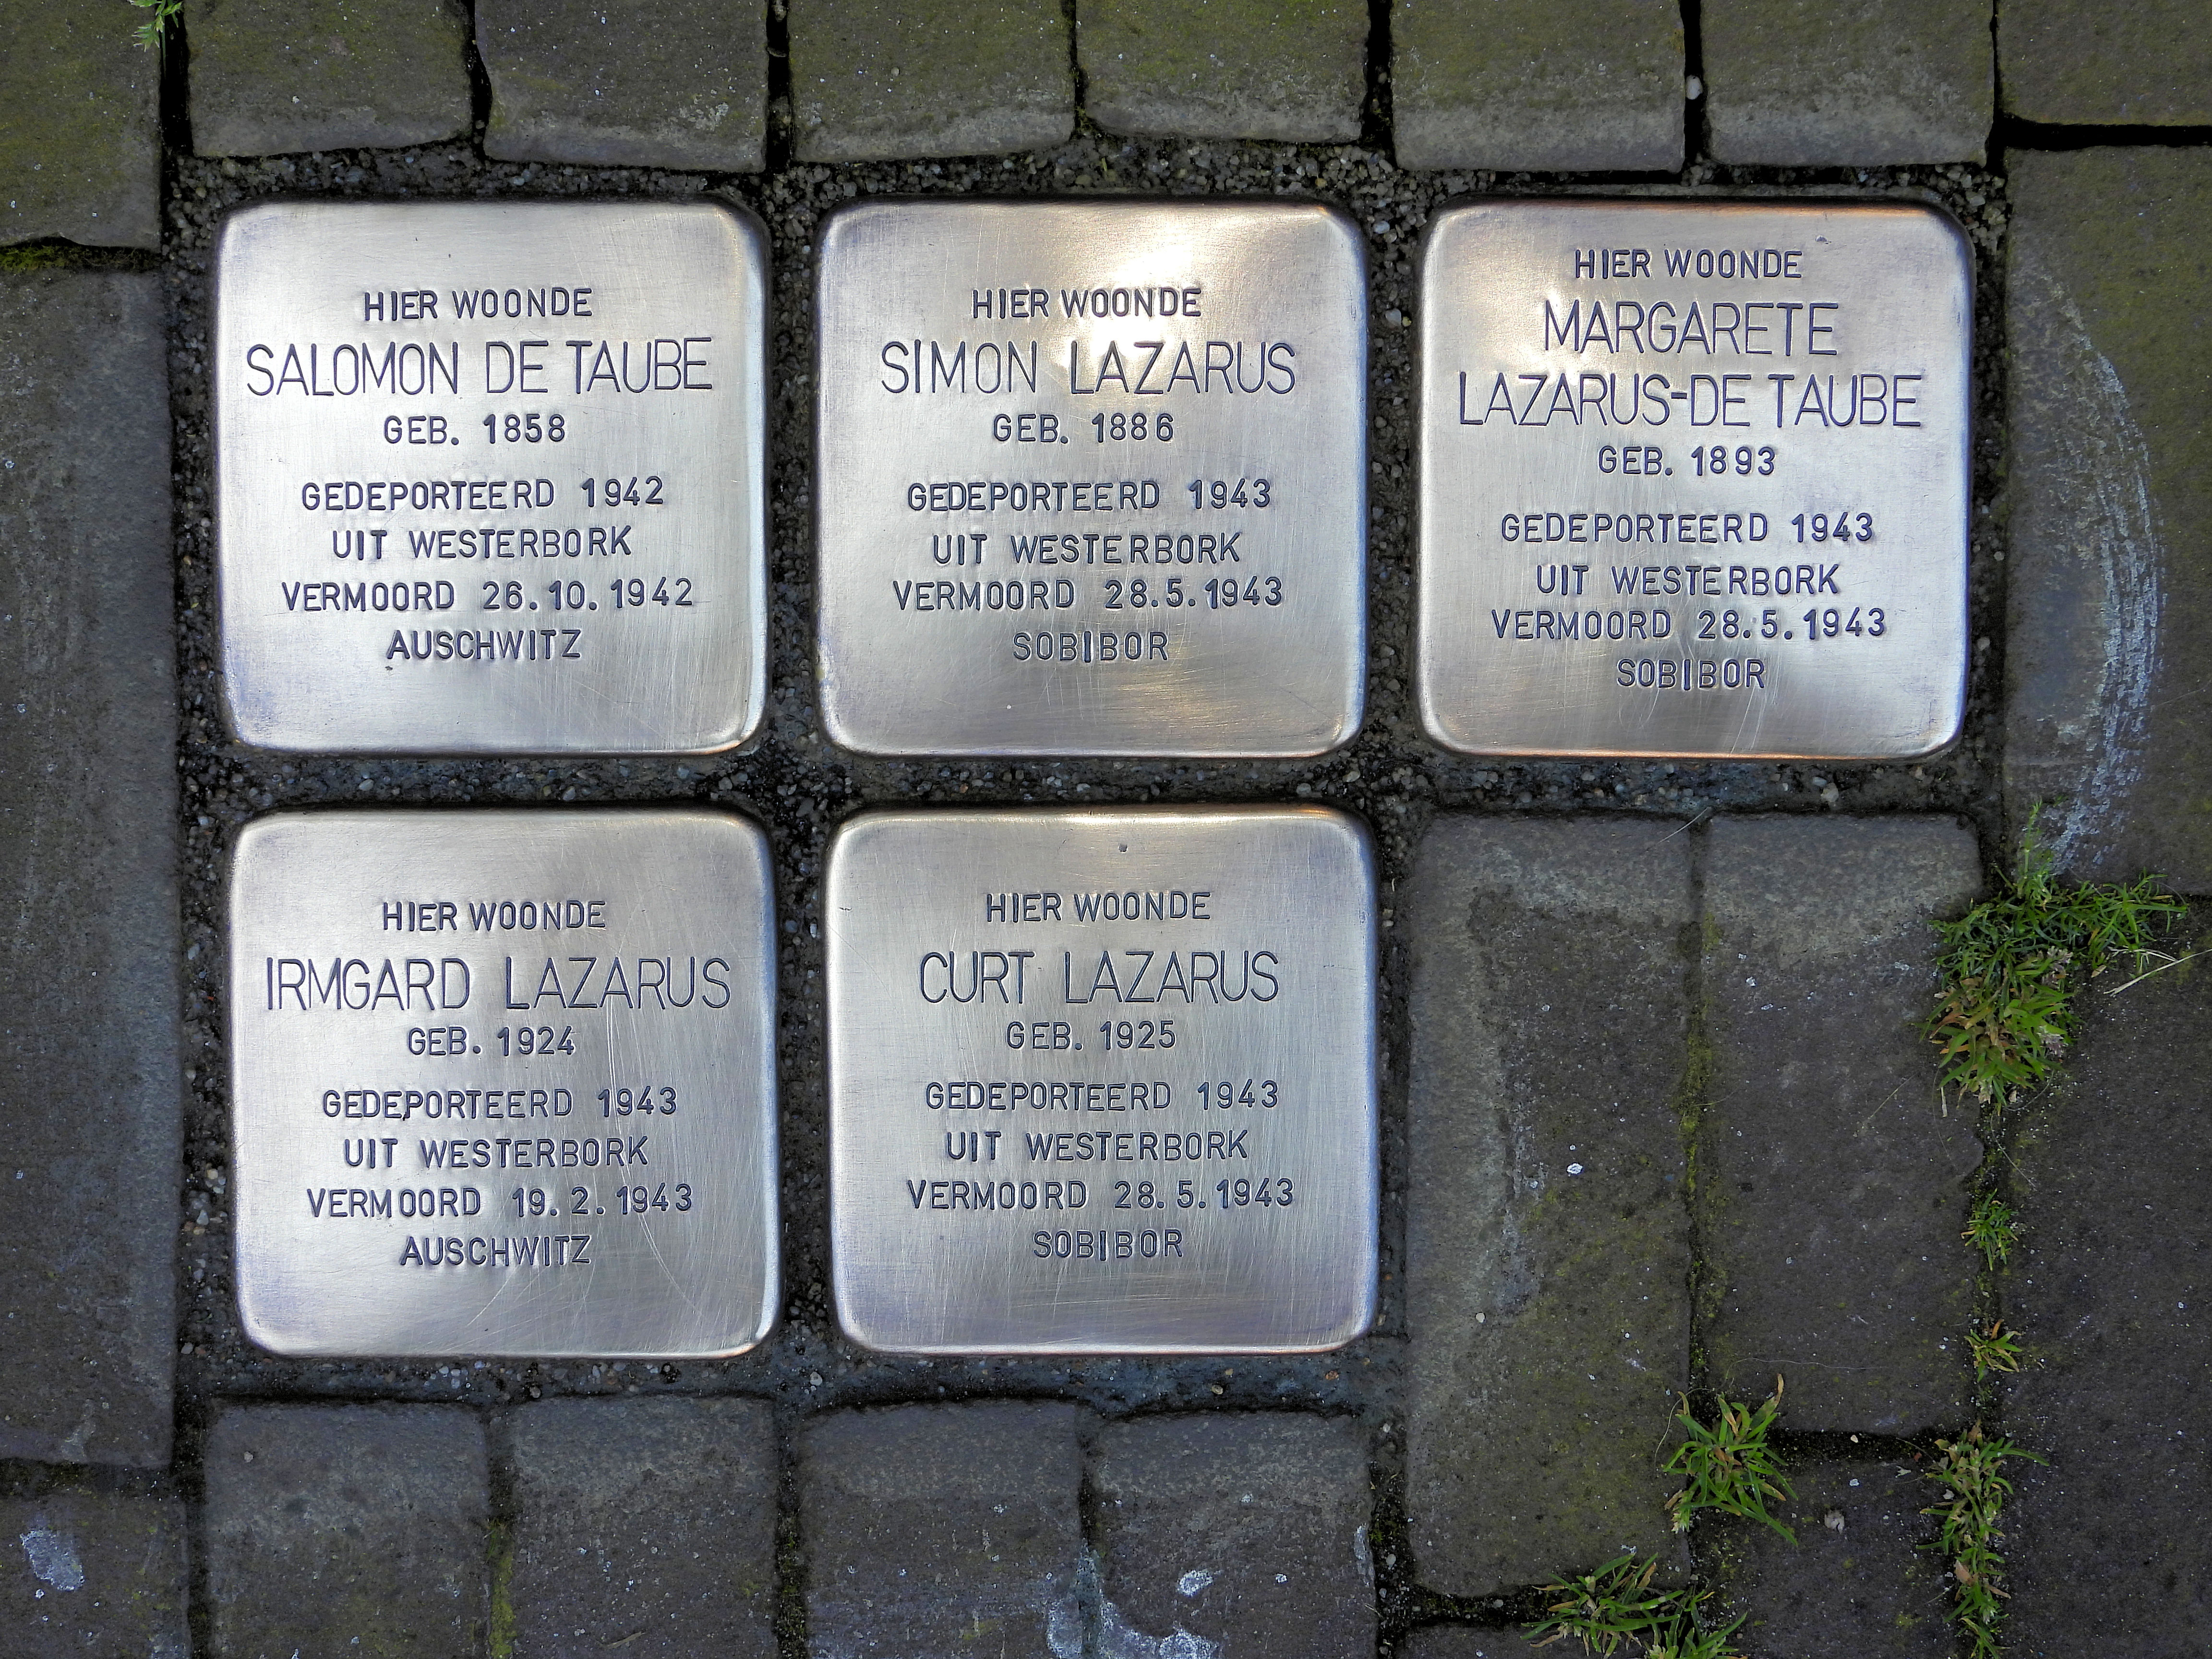 HIER WOONDE
SALOMON DE TAUBE
GEB. 1858
GEDEPORTEERD 1942
UIT WESTERBORK
VERMOORD 26.10.1942
AUSCHWITZ
HIER WOONDE
SIMON LAZARUS
GEB. 1886
GEDEPORTEERD 1943
UIT WESTERBORK
VERMOORD 28.5.1943
SOBIBOR
HIER WOONDE
MARGARETE
LAZARUS-DE TAUBE
GEB. 1893
GEDEPORTEERD 1943
UIT WESTERBORK
VERMOORD 28.5.1943
SOBIBOR
HIER WOONDE
IRMGARD LAZARUS
GEB. 1924
GEDEPORTEERD 1943
UIT WESTERBORK
VERMOORD 19.2.1943
AUSCHWITZ
HIER WOONDE
CURT LAZARUS
GEB. 1925
GEDEPORTEERD 1943
UIT WESTERBORK
VERMOORD 28.5.1943
SOBIBOR